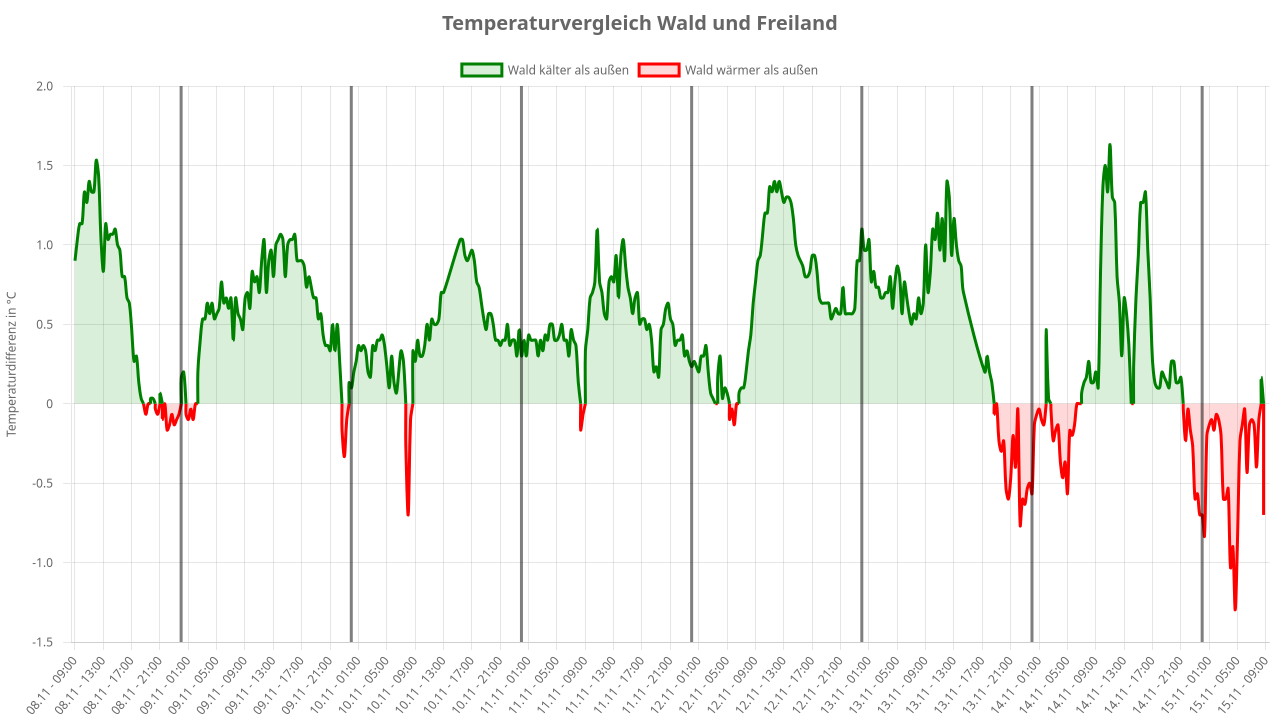 Temperaturvergleich Wald und Freiland
Wald kälter als außen
Wald wärmer als außen
Temperaturdifferenz in °C
2.0
1.5
1.0
0.5
0
-0.5
-1.0
-1.5
08.11 - 09:00
08.11 - 13:00
08.11 - 17:00
08.11 - 21:00
09.11 - 01:00
09.11 - 05:00
09.11 - 09:00
09.11 - 13:00
09.11 - 17:00
09.11 - 21:00
10.11 - 01:00
10.11 - 05:00
10.11 - 09:00
10.11 - 13:00
10.11 - 17:00
10.11 - 21:00
11.11 - 01:00
11.11 - 05:00
11.11 - 09:00
11.11 - 13:00
11.11 - 17:00
11.11 - 21:00
12.11 - 01:00
12.11 - 05:00
12.11 - 09:00
12.11 - 13:00
12.11 - 17:00
12.11 - 21:00
13.11 - 01:00
13.11 - 05:00
13.11 - 09:00
13.11 - 13:00
13.11 - 17:00
13.11 - 21:00
14.11 - 01:00
14.11 - 05:00
14.11 - 09:00
14.11 - 13:00
14.11 - 17:00
14.11 - 21:00
15.11 - 01:00
15.11 - 05:00
15.11 - 09:00